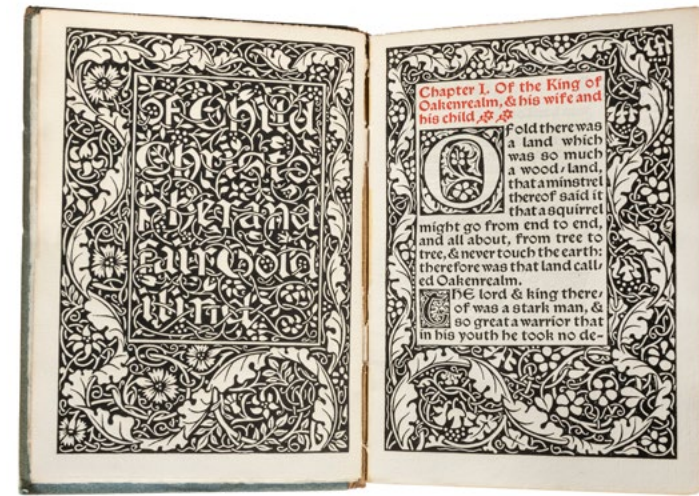 Of Child
Christo-
pher and
Fair Gold-
ilind
Chapter I. Of the King of
Oakenrealm, & his wife and
his child
Of old there was
a land which
was so much
a wood-land,
that a minstrel
thereof said it
that a squirrel
might go from end to end,
and all about, from tree to
tree, & never touch the earth:
therefore was that land call-
ed Oakenrealm.
The lord & king there-
of was a stark man, &
so great a warrior that
in his youth he took no de-